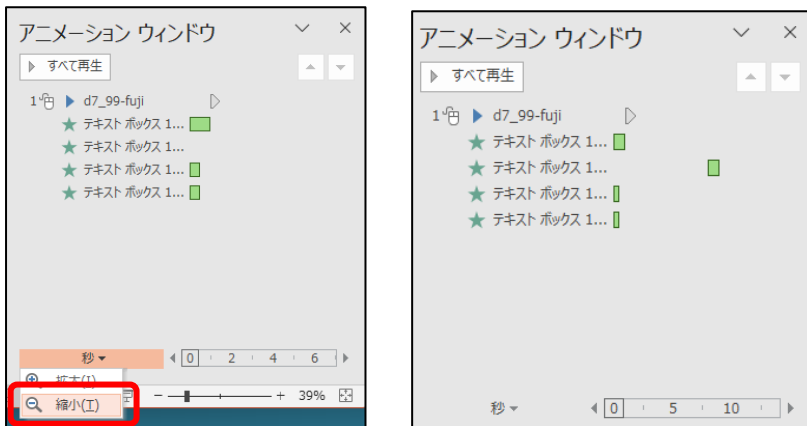 アニメーション ウィンドウ
すべて再生
1 d7_99-fuji
テキスト ボックス 1...
テキスト ボックス 1...
テキスト ボックス 1...
テキスト ボックス 1...
秒
0 2 4 6
拡大(I)
縮小(T)
- + 39%
アニメーション ウィンドウ
すべて再生
1 d7_99-fuji
テキスト ボックス 1...
テキスト ボックス 1...
テキスト ボックス 1...
テキスト ボックス 1...
秒
0 5 10